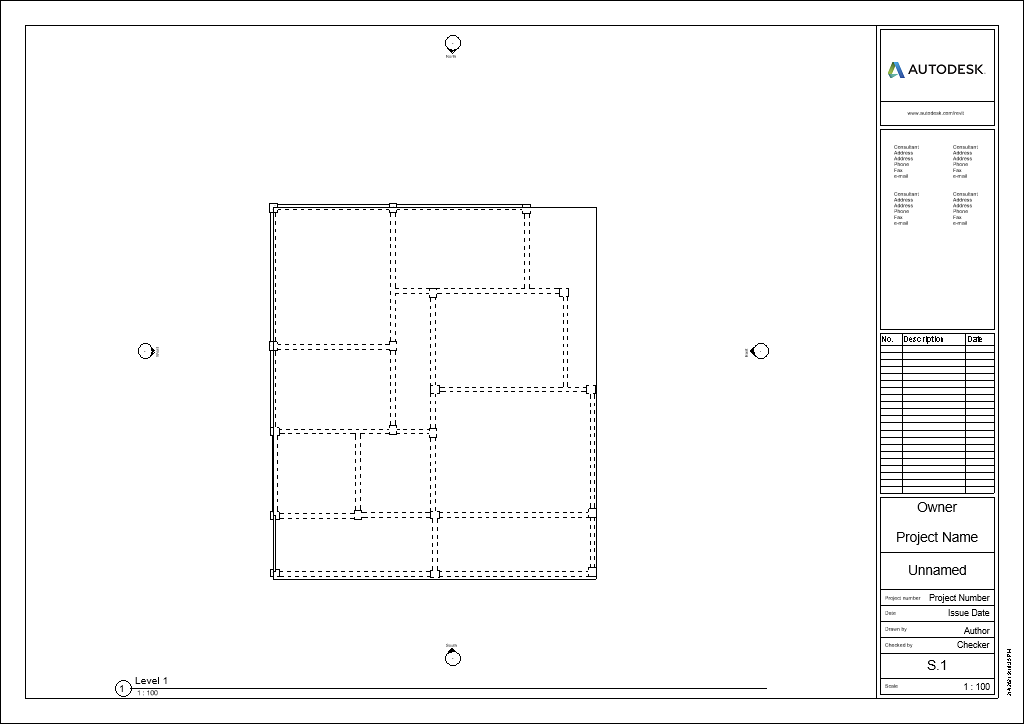 North
AUTODESK.
www.autodesk.com/revit
Consultant
Address
Address
Phone
Fax
e-mail
Consultant
Address
Address
Phone
Fax
e-mail
Consultant
Address
Address
Phone
Fax
e-mail
Consultant
Address
Address
Phone
Fax
e-mail
No. Description Date
East
South
Owner
Project Name
Unnamed
Project number Project Number
Date Issue Date
Drawn by Author
Checked by Checker
S.1
Scale 1 : 100
1 Level 1
1 : 100